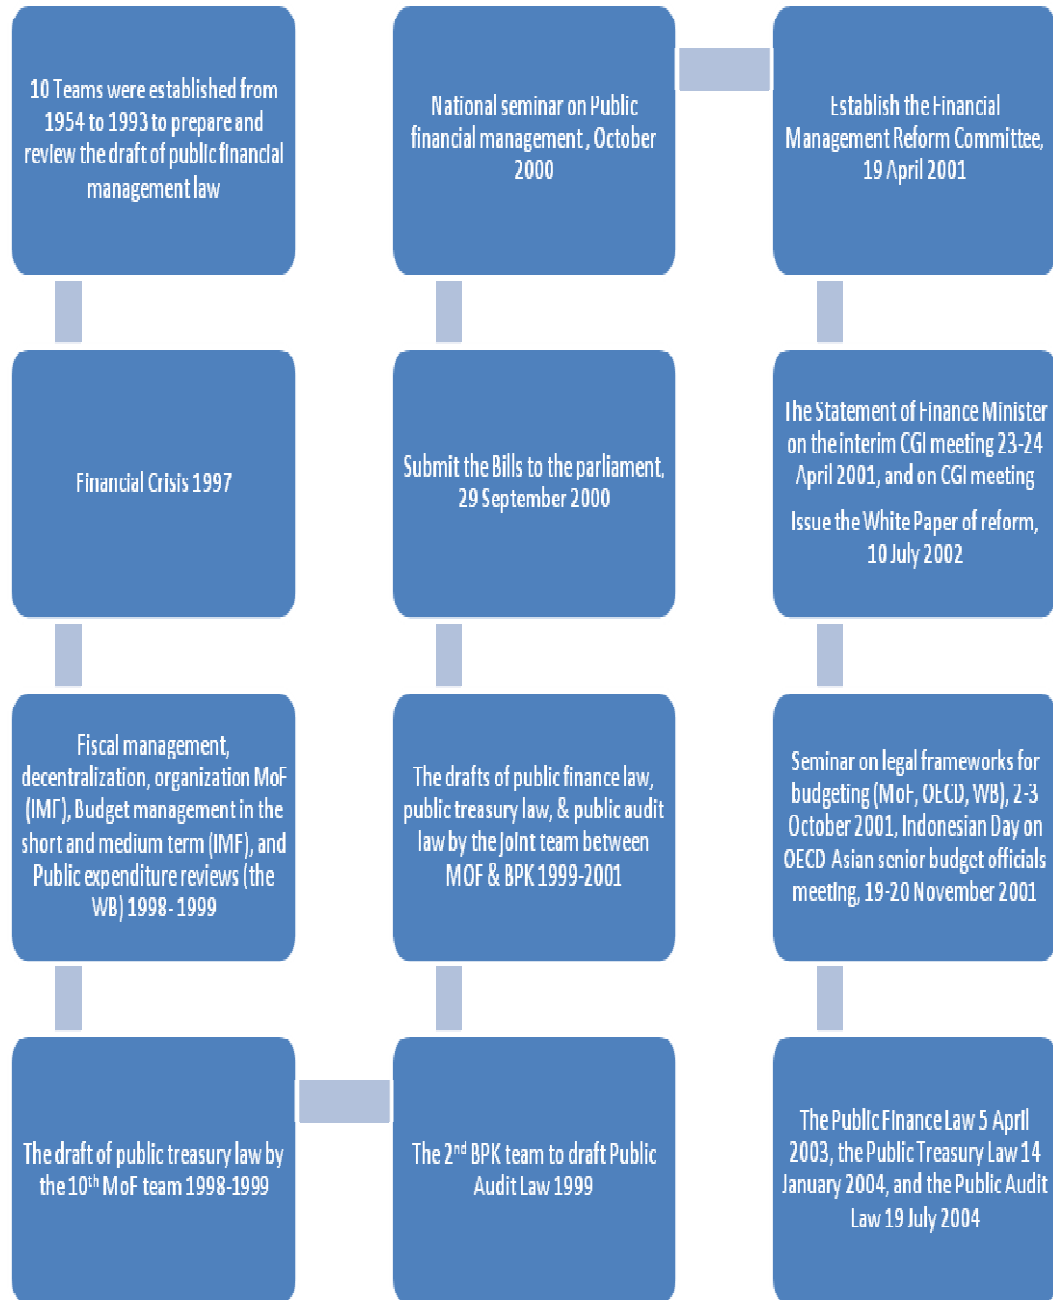 10 Teams were established from
1954 to 1993 to prepare and
review the draft of public financial
management law
Financial Crisis 1997
Fiscal management,
decentralization, organization MoF
(IMF), Budget management in the
short and medium term (IMF), and
Public expenditure reviews (the
WB) 1998- 1999
The draft of public treasury law by
the 10th MoF team 1998-1999
The 2nd BPK team to draft Public
Audit Law 1999
The drafts of public finance law,
public treasury law, & public audit
law by the joint team between
MOF & BPK 1999-2001
Submit the Bills to the parliament,
29 September 2000
National seminar on Public
financial management , October
2000
Establish the Financial
Management Reform Committee,
19 April 2001
The Statement of Finance Minister
on the interim CGI meeting 23-24
April 2001, and on CGI meeting
Issue the White Paper of reform,
10 July 2002
Seminar on legal frameworks for
budgeting (MoF, OECD, WB), 2-3
October 2001, Indonesian Day on
OECD Asian senior budget officials
meeting, 19-20 November 2001
The Public Finance Law 5 April
2003, the Public Treasury Law 14
January 2004, and the Public Audit
Law 19 July 2004